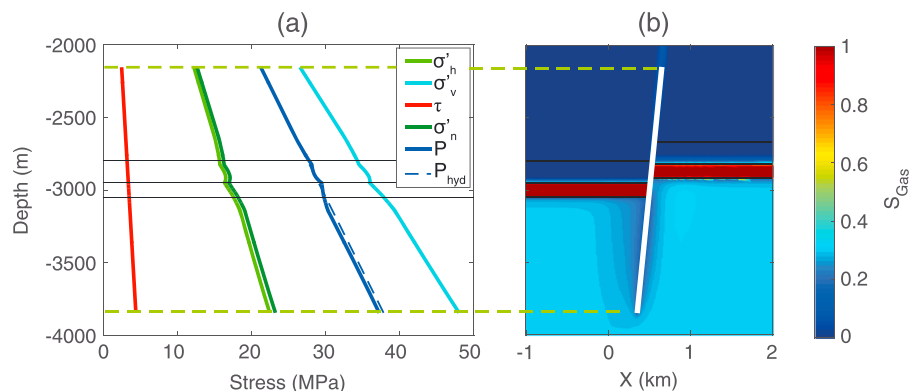 (a)
(b)
-2000
-2500
-3000
-3500
-4000
Depth (m)
σ'h
σ'v
τ
σ'n
P
Phyd
0
10
20
30
40
50
Stress (MPa)
-1
0
1
2
X (km)
1
0.8
0.6
0.4
0.2
0
SGas